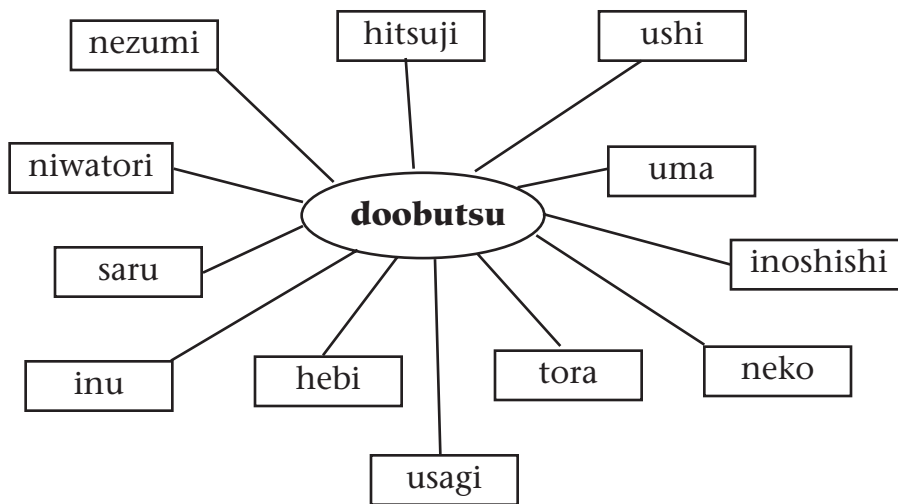 nezumi
hitsuji
ushi
niwatori
uma
doobutsu
saru
inoshishi
inu
hebi
tora
neko
usagi